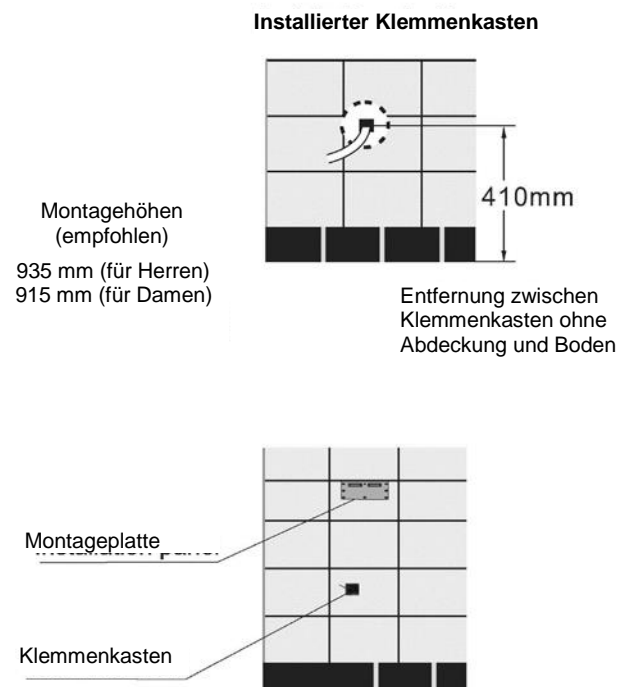 Installierter Klemmenkasten
410mm
Montagehöhen
(empfohlen)
935 mm (für Herren)
915 mm (für Damen)
Entfernung zwischen
Klemmenkasten ohne
Abdeckung und Boden
Montageplatte
Klemmenkasten